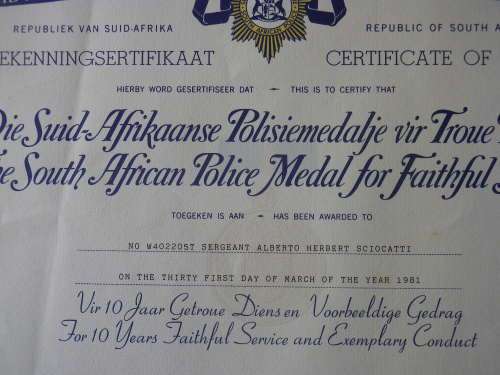 REPUBLIEK VAN SUID-AFRIKA
REPUBLIC OF SOUTH
EKENNINGSERTIFIKAAT
CERTIFICATE OF
HIERBY WORD GESERTIFISEER DAT - THIS IS TO CERTIFY THAT
Die Suid-Afrikaanse Polisiemedalje vir Troue
The South African Police Medal for Faithful
TOEGEKEN IS AAN - HAS BEEN AWARDED TO
NO W402205T SERGEANT ALBERTO HERBERT SCIOCATTI
ON THE THIRTY FIRST DAY OF MARCH OF THE YEAR 1981
Vir 10 Jaar Getroue Diens en Voorbeeldige Gedrag
For 10 Years Faithful Service and Exemplary Conduct